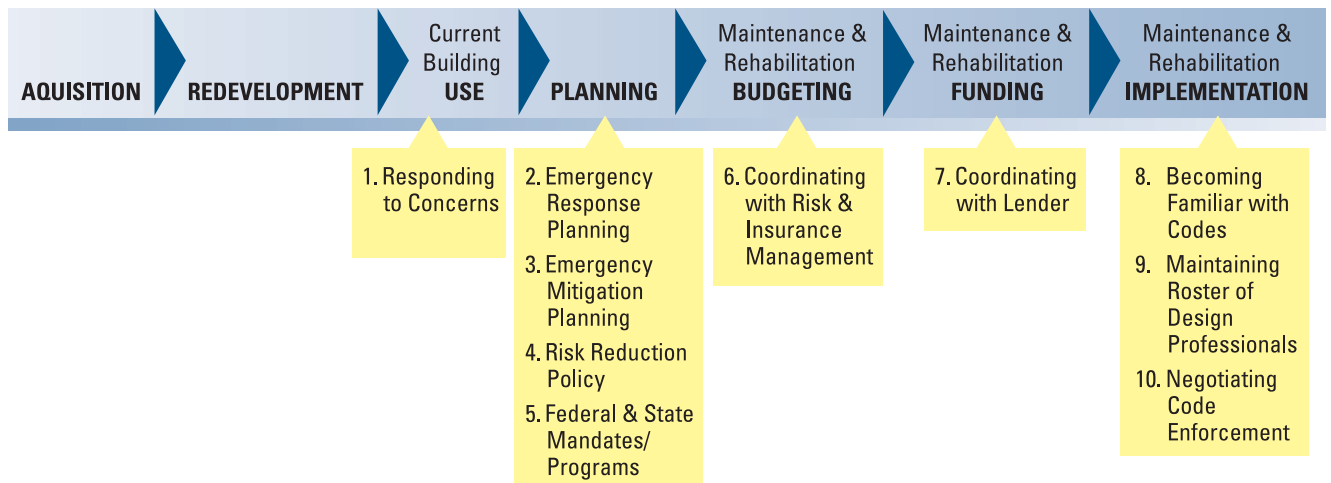 AQUISITION
REDEVELOPMENT
Current
Building
USE
PLANNING
Maintenance &
Rehabilitation
BUDGETING
Maintenance &
Rehabilitation
FUNDING
Maintenance &
Rehabilitation
IMPLEMENTATION
1. Responding
to Concerns
2. Emergency
Response
Planning
3. Emergency
Mitigation
Planning
4. Risk Reduction
Policy
5. Federal & State
Mandates/
Programs
6. Coordinating
with Risk &
Insurance
Management
7. Coordinating
with Lender
8. Becoming
Familiar with
Codes
9. Maintaining
Roster of
Design
Professionals
10. Negotiating
Code
Enforcement